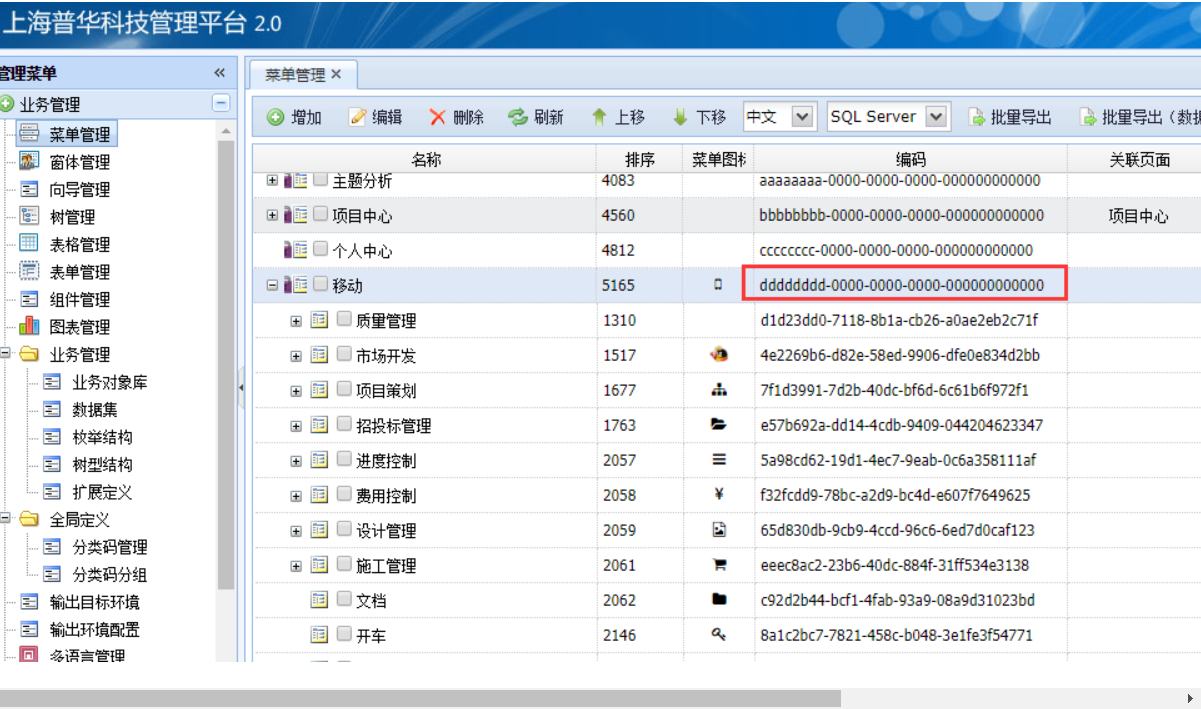 上海普华科技管理平台 2.0
管理菜单 «
业务管理
菜单管理
窗体管理
向导管理
树管理
表格管理
表单管理
组件管理
图表管理
业务管理
业务对象库
数据集
枚举结构
树型结构
扩展定义
全局定义
分类码管理
分类码分组
输出目标环境
输出环境配置
多语言管理
菜单管理 ×
增加 编辑 删除 刷新 上移 下移 中文 SQL Server 批量导出 批量导出（数据
名称 排序 菜单图标 编码 关联页面
主题分析 4083 aaaaaaaa-0000-0000-0000-000000000000
项目中心 4560 bbbbbbbb-0000-0000-0000-000000000000 项目中心
个人中心 4812 cccccccc-0000-0000-0000-000000000000
移动 5165 dddddddd-0000-0000-0000-000000000000
质量管理 1310 d1d23dd0-7118-8b1a-cb26-a0ae2eb2c71f
市场开发 1517 4e2269b6-d82e-58ed-9906-dfe0e834d2bb
项目策划 1677 7f1d3991-7d2b-40dc-bf6d-6c61b6f972f1
招投标管理 1763 e57b692a-dd14-4cdb-9409-044204623347
进度控制 2057 5a98cd62-19d1-4ec7-9eab-0c6a358111af
费用控制 2058 ¥ f32fcdd9-78bc-a2d9-bc4d-e607f7649625
设计管理 2059 65d830db-9cb9-4ccd-96c6-6ed7d0caf123
施工管理 2061 eeec8ac2-23b6-40dc-884f-31ff534e3138
文档 2062 c92d2b44-bcf1-4fab-93a9-08a9d31023bd
开车 2146 8a1c2bc7-7821-458c-b048-3e1fe3f54771